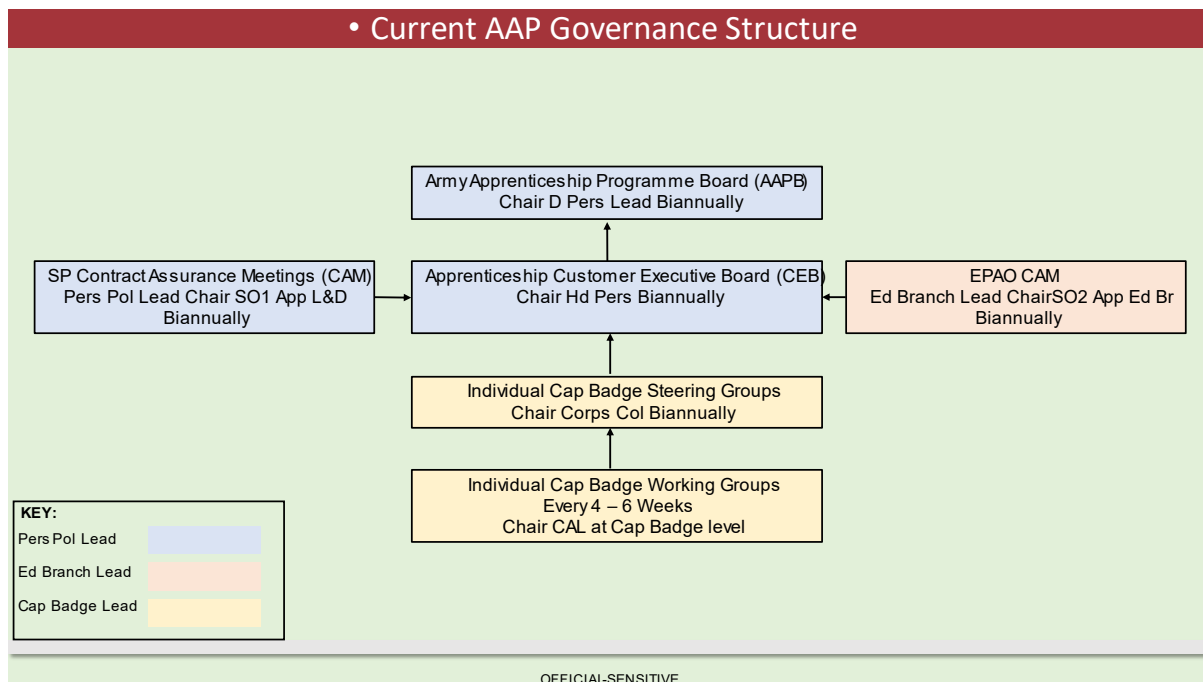 • Current AAP Governance Structure
Army Apprenticeship Programme Board (AAPB)
Chair D Pers Lead Biannually
SP Contract Assurance Meetings (CAM)
Pers Pol Lead Chair SO1 App L&D
Biannually
Apprenticeship Customer Executive Board (CEB)
Chair Hd Pers Biannually
EPAO CAM
Ed Branch Lead ChairSO2 App Ed Br
Biannually
Individual Cap Badge Steering Groups
Chair Corps Col Biannually
Individual Cap Badge Working Groups
Every 4 – 6 Weeks
Chair CAL at Cap Badge level
KEY:
Pers Pol Lead
Ed Branch Lead
Cap Badge Lead
OFFICIAL-SENSITIVE